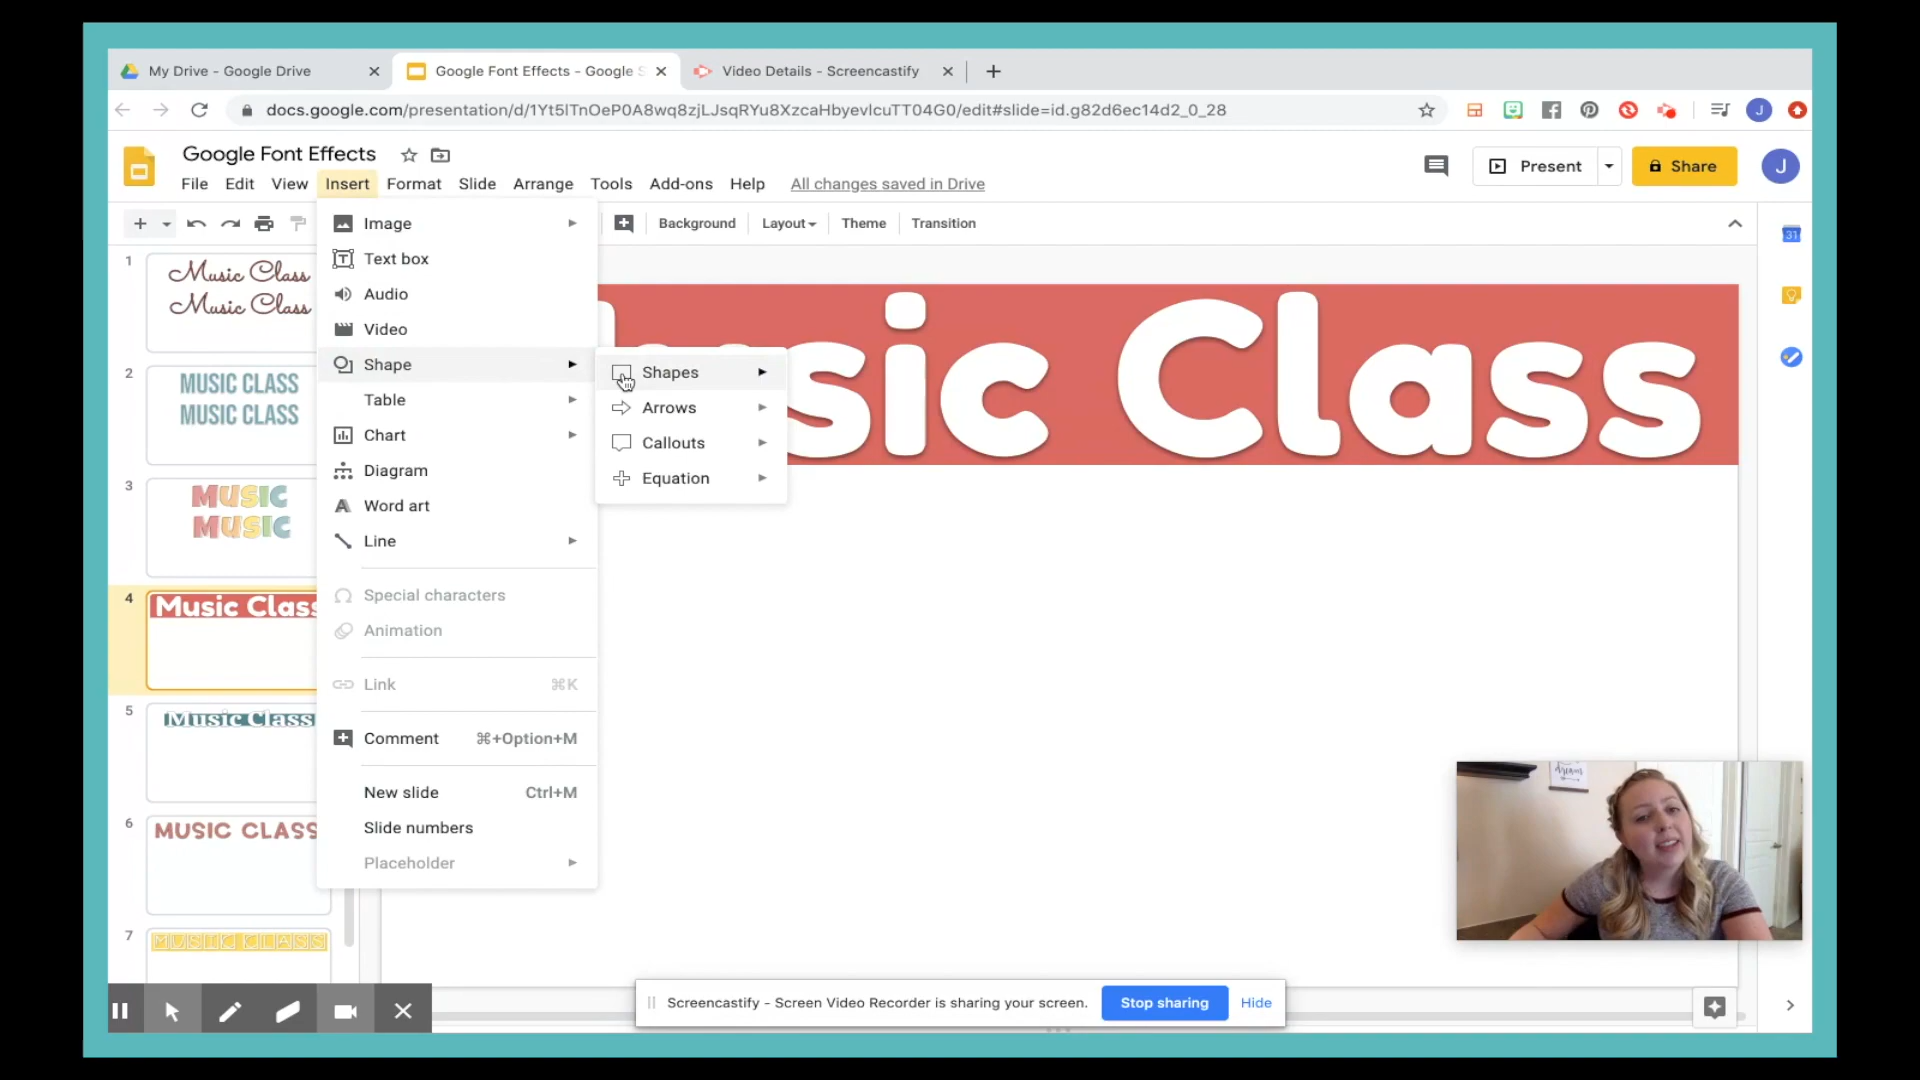 My Drive - Google Drive
Google Font Effects - Google S
Video Details - Screencastify
docs.google.com/presentation/d/1Yt5lTnOeP0A8wq8zjLJsqRYu8XzcaHbyevlcuTT04G0/edit#slide=id.g82d6ec14d2_0_28
J
Google Font Effects
Present
Share
J
File Edit View Insert Format Slide Arrange Tools Add-ons Help All changes saved in Drive
Background Layout Theme Transition
31
Image
Text box
Audio
Video
Shape
Table
Chart
Diagram
Word art
Line
Special characters
Animation
Link ⌘K
Comment ⌘+Option+M
New slide Ctrl+M
Slide numbers
Placeholder
Shapes
Arrows
Callouts
Equation
usic Class
1
Music Class
Music Class
2
MUSIC CLASS
MUSIC CLASS
3
MUSIC
MUSIC
4
Music Class
5
Music Class
6
MUSIC CLASS
7
MUSIC CLASS
dream
Screencastify - Screen Video Recorder is sharing your screen.
Stop sharing
Hide